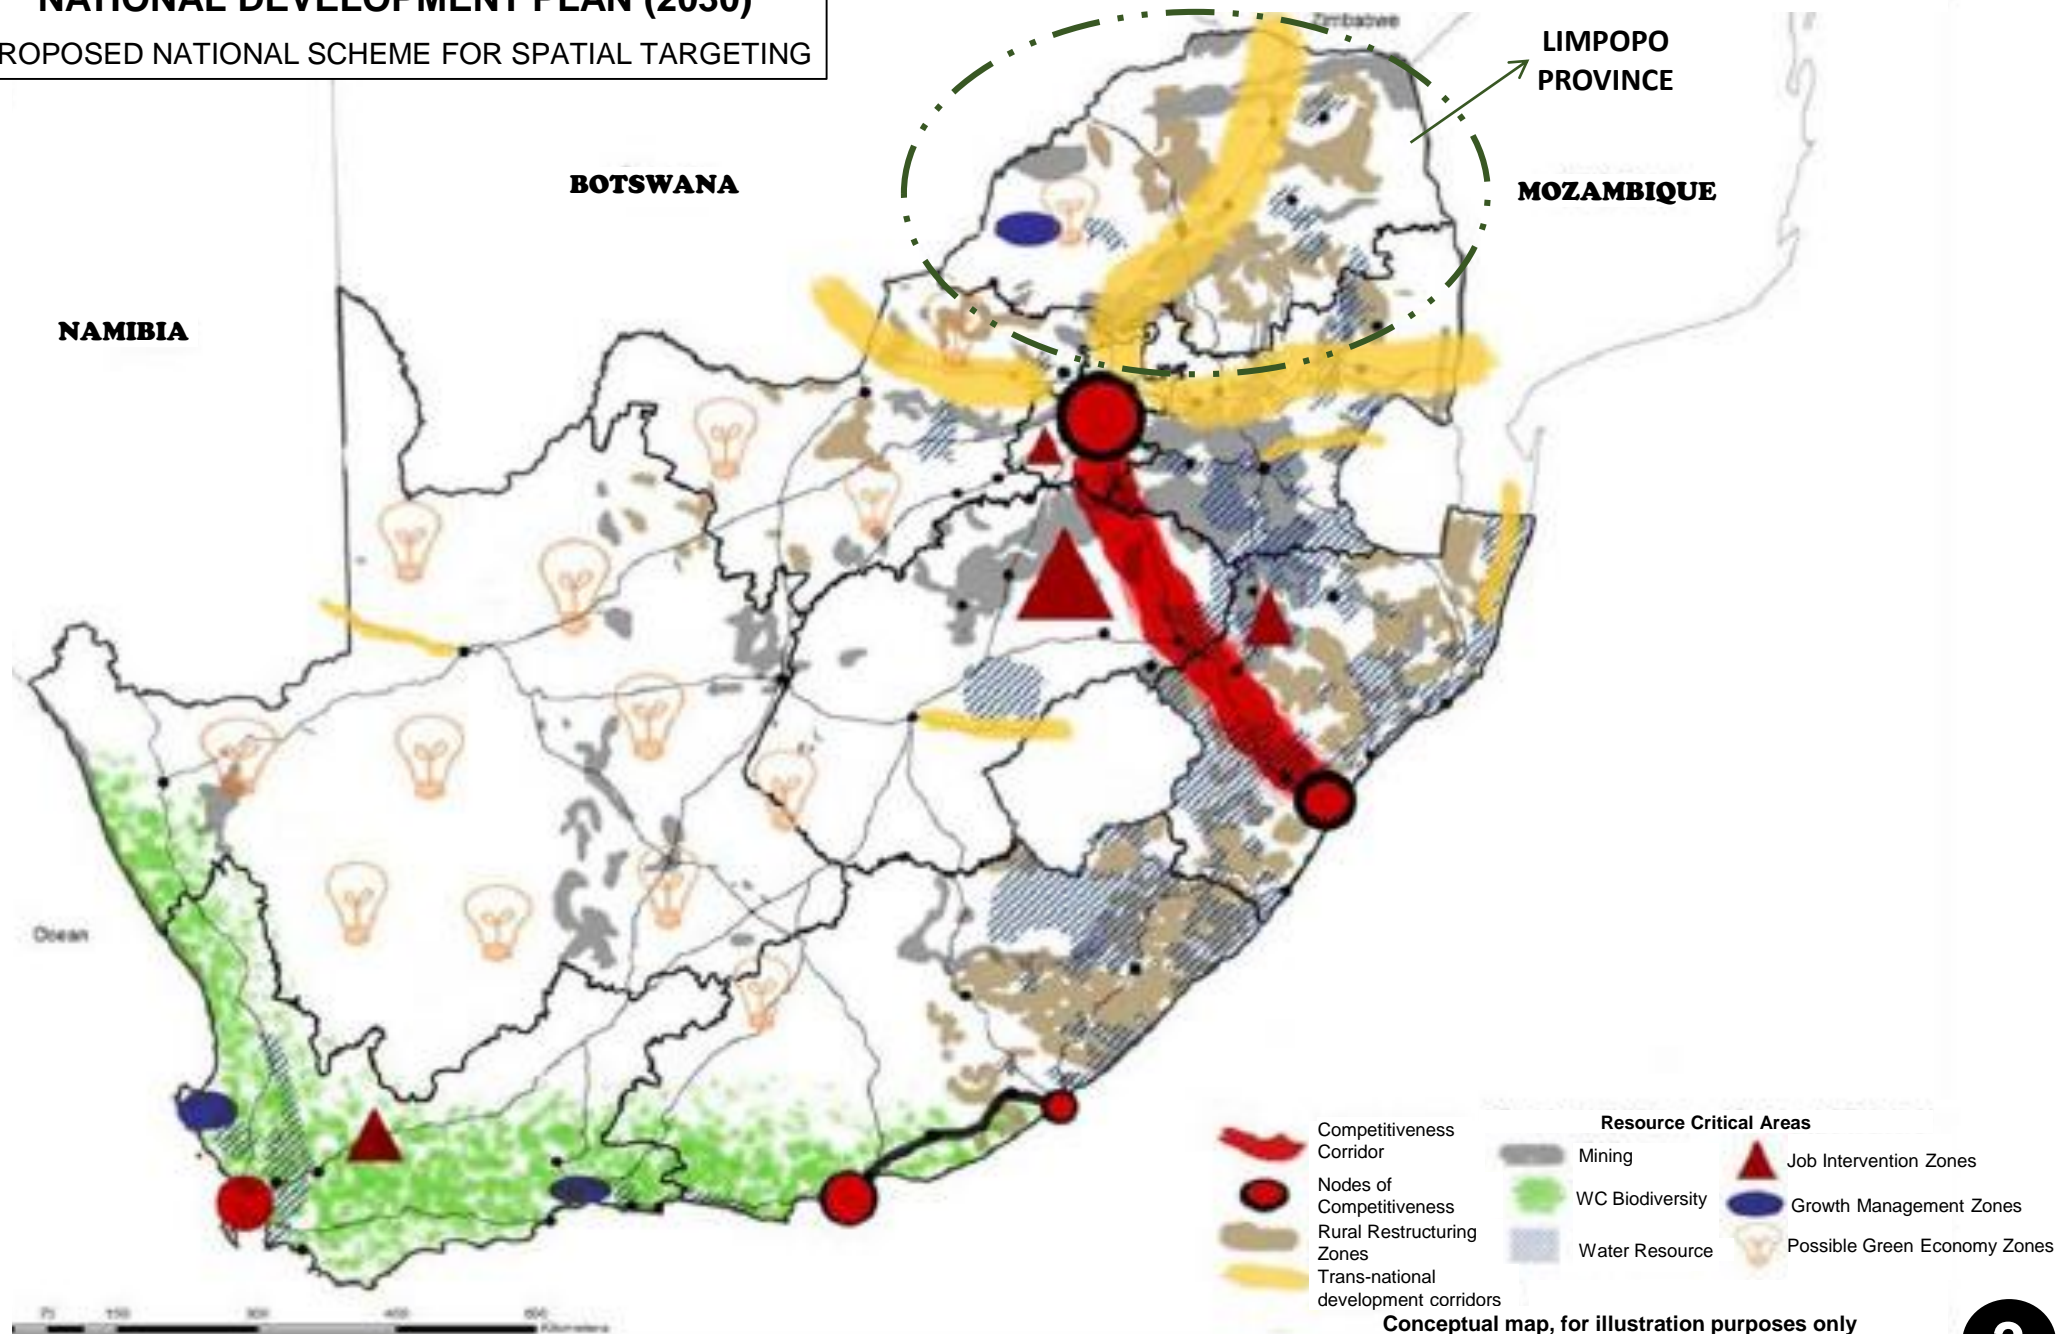 NATIONAL DEVELOPMENT PLAN (2030)
ROPOSED NATIONAL SCHEME FOR SPATIAL TARGETING
Zimbabwe
LIMPOPO
PROVINCE
BOTSWANA
MOZAMBIQUE
NAMIBIA
Ocean
Competitiveness
Corridor
Nodes of
Competitiveness
Rural Restructuring
Zones
Trans-national
development corridors
Resource Critical Areas
Mining
WC Biodiversity
Water Resource
Job Intervention Zones
Growth Management Zones
Possible Green Economy Zones
Conceptual map, for illustration purposes only
Kilometers